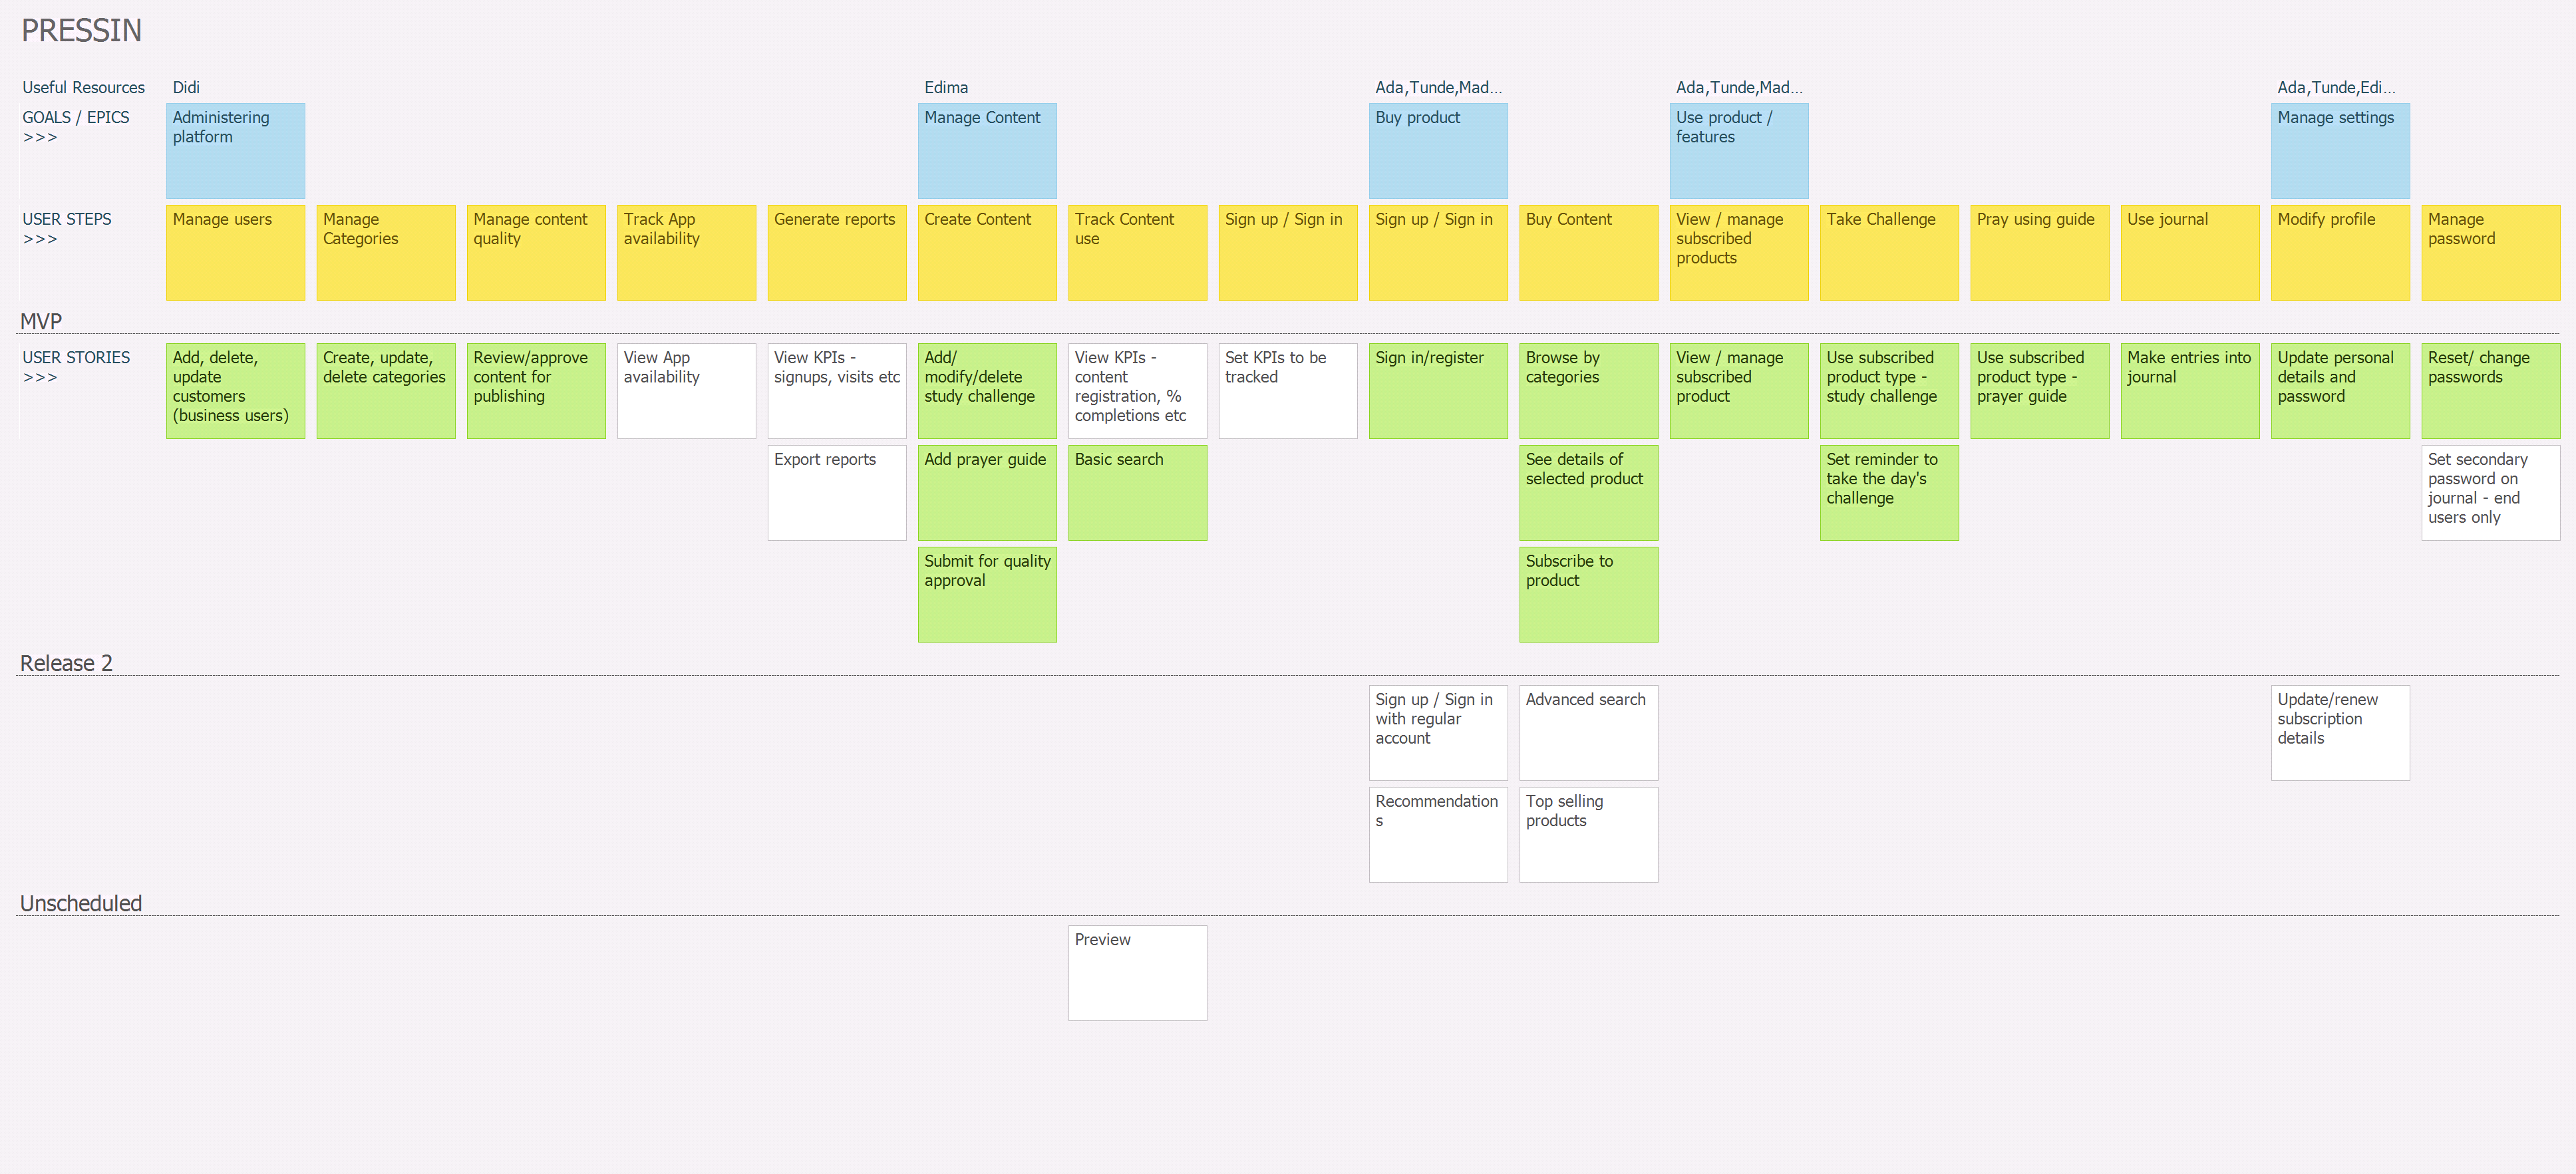 PRESSIN
Useful Resources
Didi
Edima
Ada,Tunde,Mad...
Ada,Tunde,Mad...
Ada,Tunde,Edi...
GOALS / EPICS
>>>
Administering
platform
Manage Content
Buy product
Use product /
features
Manage settings
USER STEPS
>>>
Manage users
Manage
Categories
Manage content
quality
Track App
availability
Generate reports
Create Content
Track Content
use
Sign up / Sign in
Sign up / Sign in
Buy Content
View / manage
subscribed
products
Take Challenge
Pray using guide
Use journal
Modify profile
Manage
password
MVP
USER STORIES
>>>
Add, delete,
update
customers
(business users)
Create, update,
delete categories
Review/approve
content for
publishing
View App
availability
View KPIs -
signups, visits etc
Add/
modify/delete
study challenge
View KPIs -
content
registration, %
completions etc
Set KPIs to be
tracked
Sign in/register
Browse by
categories
View / manage
subscribed
product
Use subscribed
product type -
study challenge
Use subscribed
product type -
prayer guide
Make entries into
journal
Update personal
details and
password
Reset/ change
passwords
Export reports
Add prayer guide
Basic search
See details of
selected product
Set reminder to
take the day's
challenge
Set secondary
password on
journal - end
users only
Submit for quality
approval
Subscribe to
product
Release 2
Sign up / Sign in
with regular
account
Advanced search
Update/renew
subscription
details
Recommendation
s
Top selling
products
Unscheduled
Preview